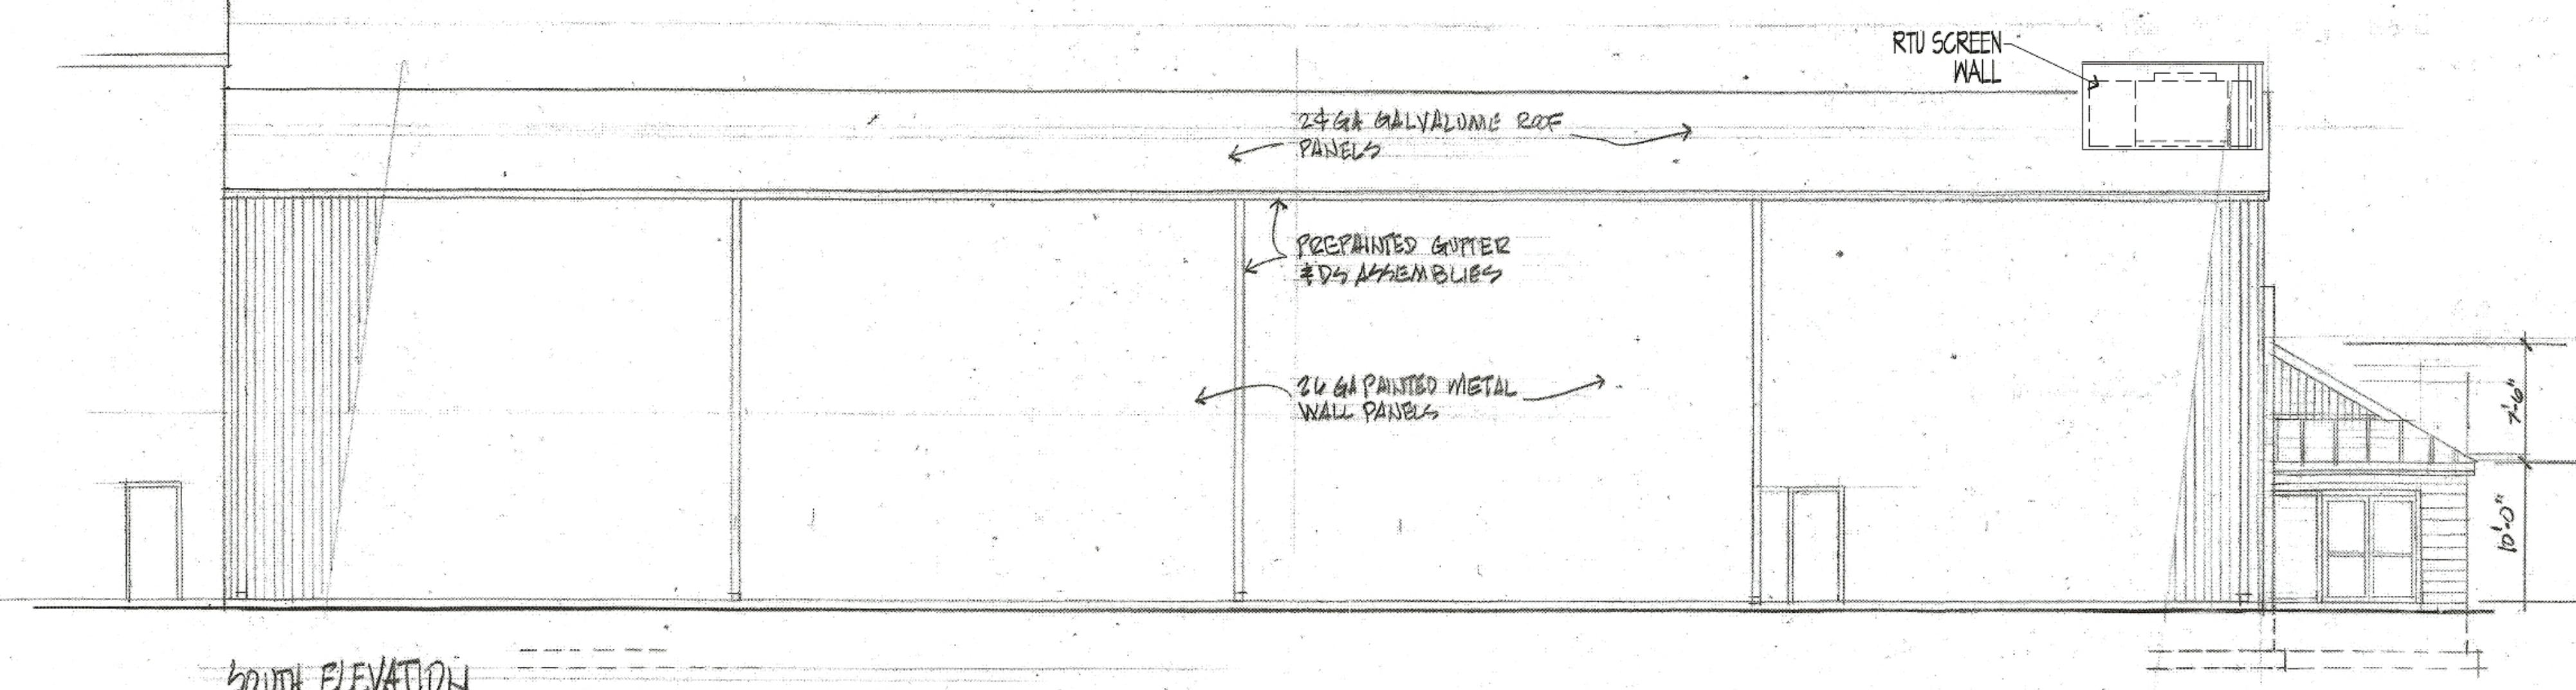 RTU SCREEN
WALL
24 GA GALVALUME ROOF
PANELS
PREPAINTED GUTTER
& DS ASSEMBLIES
26 GA PAINTED METAL
WALL PANELS
7'-6"
10'-0"
SOUTH ELEVATION